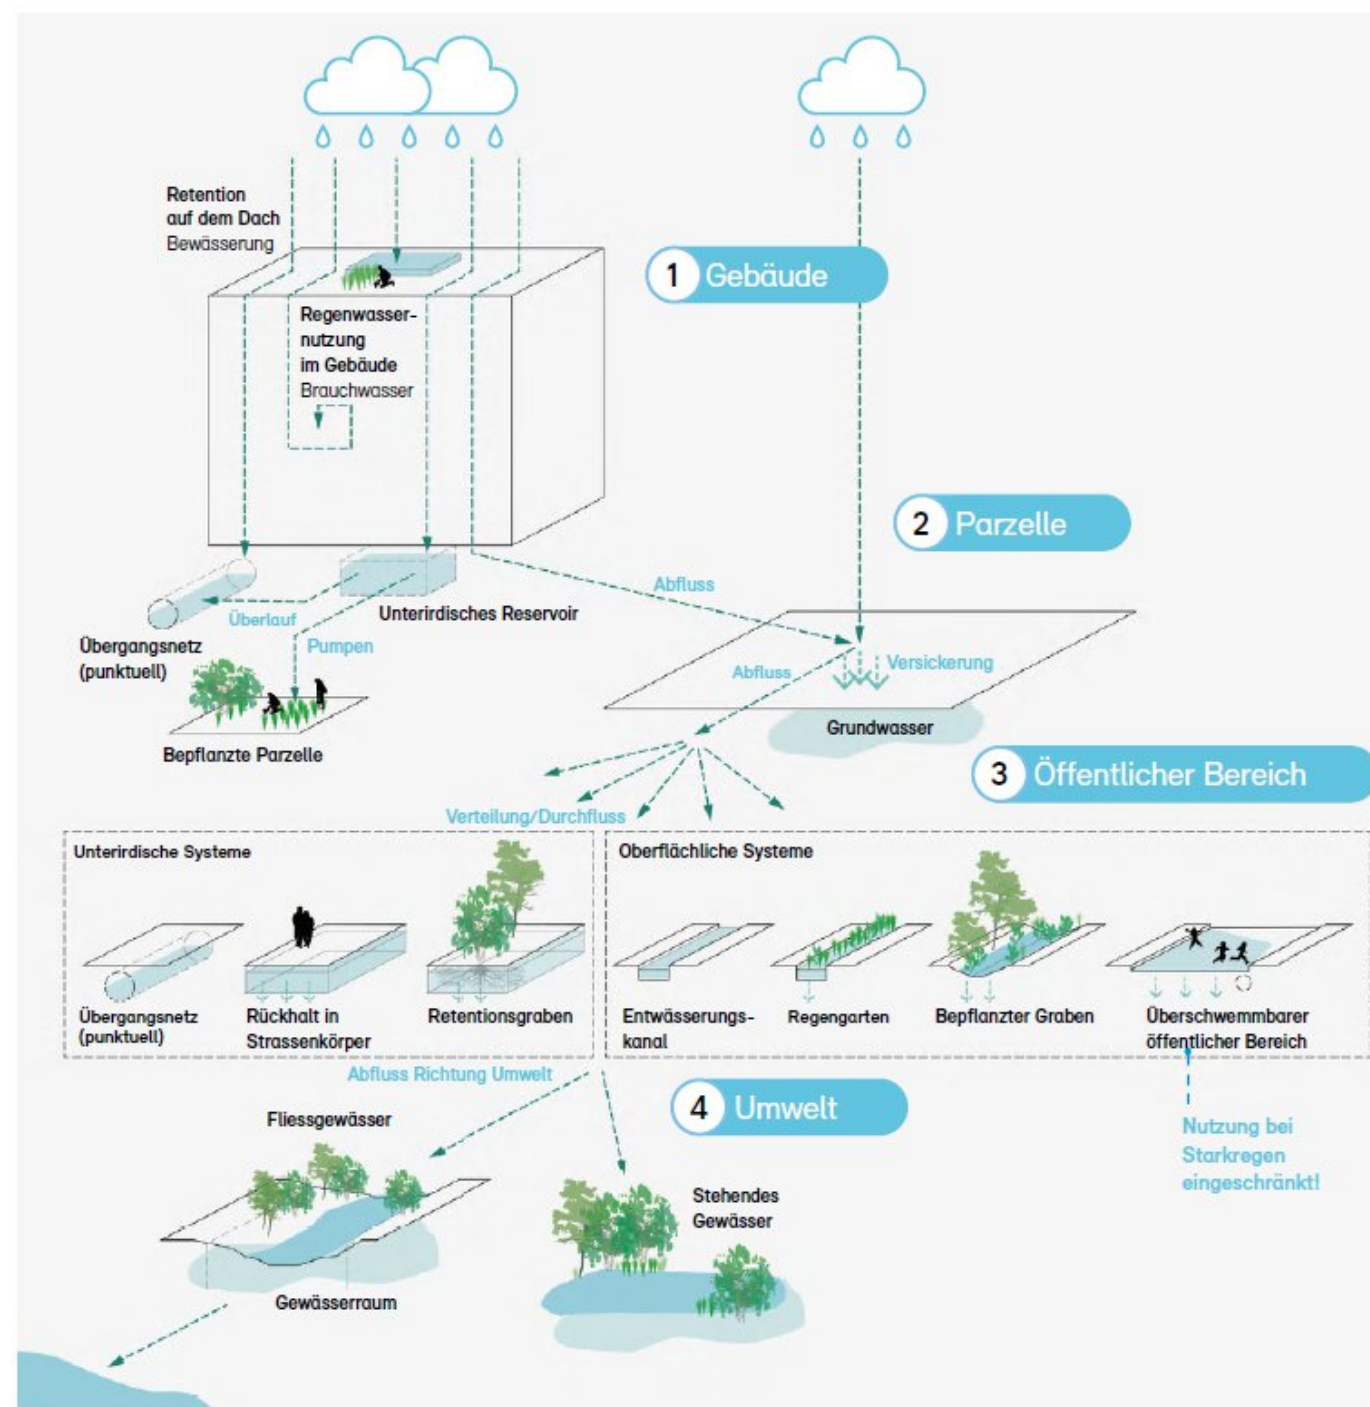 Retention
auf dem Dach
Bewässerung
1 Gebäude
Regenwasser-
nutzung
im Gebäude
Brauchwasser
2 Parzelle
Abfluss
Überlauf
Unterirdisches Reservoir
Übergangsnetz
(punktuell)
Pumpen
Abfluss
Versickerung
Grundwasser
Bepflanzte Parzelle
3 Öffentlicher Bereich
Verteilung/Durchfluss
Unterirdische Systeme
Oberflächliche Systeme
Übergangsnetz
(punktuell)
Rückhalt in
Strassenkörper
Retentionsgraben
Entwässerungs-
kanal
Regengarten
Bepflanzter Graben
Überschwemmbarer
öffentlicher Bereich
Abfluss Richtung Umwelt
4 Umwelt
Nutzung bei
Starkregen
eingeschränkt!
Fliessgewässer
Stehendes
Gewässer
Gewässerraum